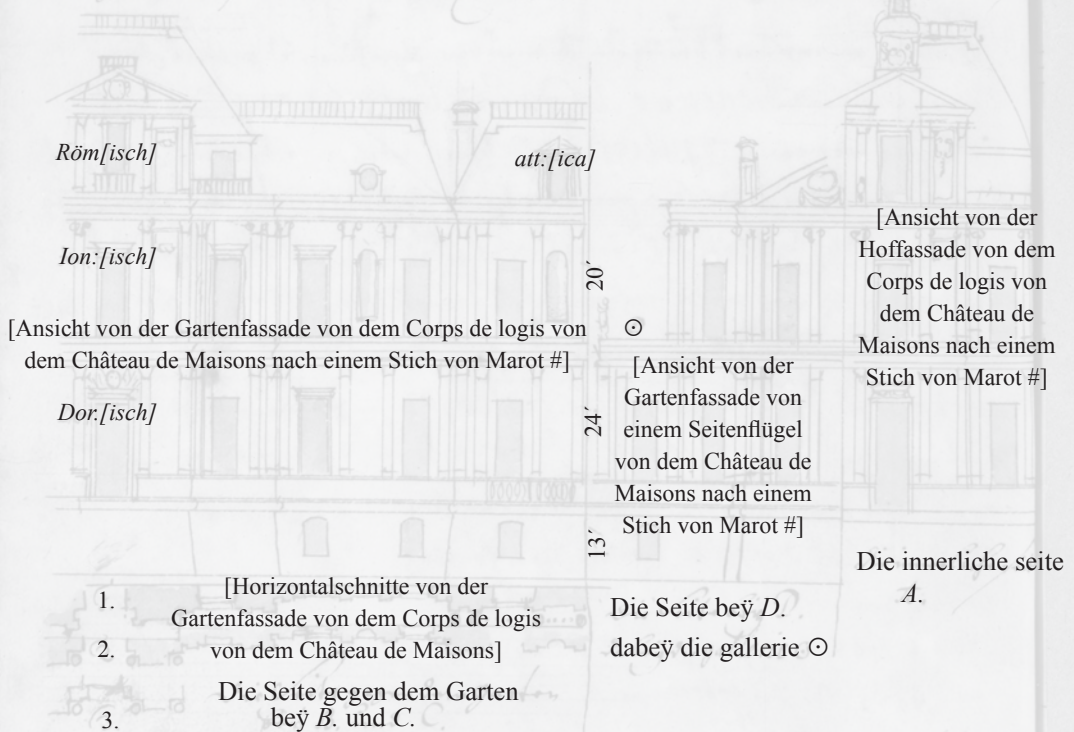 Röm[isch]
att:[ica]
Ion:[isch]
20´
[Ansicht von der Gartenfassade von dem Corps de logis von
dem Château de Maisons nach einem Stich von Marot #]
☉
[Ansicht von der
Hoffassade von dem
Corps de logis von
dem Château de
Maisons nach einem
Stich von Marot #]
Dor.[isch]
24´
[Ansicht von der
Gartenfassade von
einem Seitenflügel
von dem Château de
Maisons nach einem
Stich von Marot #]
13´
Die innerliche seite
A.
1.
[Horizontalschnitte von der
Gartenfassade von dem Corps de logis
2.
von dem Château de Maisons]
Die Seite beÿ D.
dabeÿ die gallerie ☉
Die Seite gegen dem Garten
3.
beÿ B. und C.